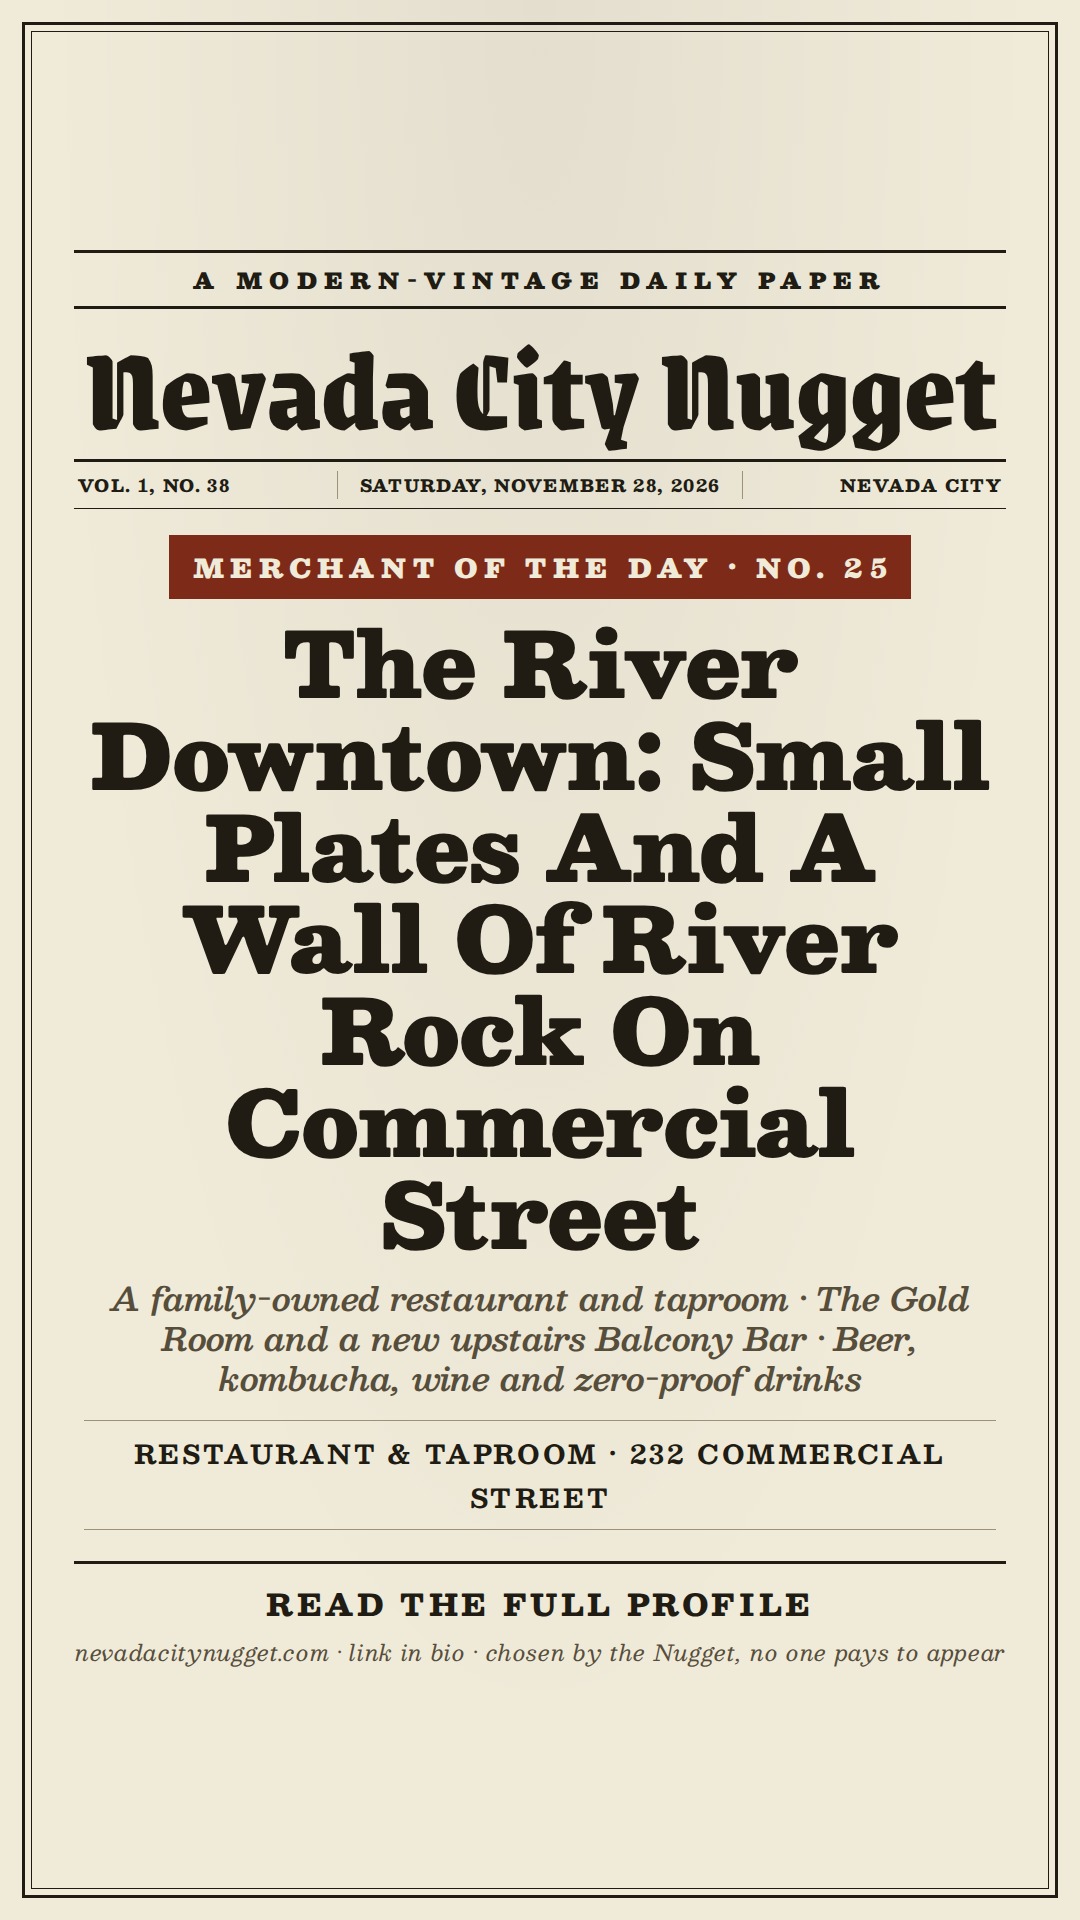 A MODERN-VINTAGE DAILY PAPER
Nevada City Nugget
VOL. 1, NO. 38
SATURDAY, NOVEMBER 28, 2026
NEVADA CITY
MERCHANT OF THE DAY · NO. 25
The River
Downtown: Small
Plates And A
Wall Of River
Rock On
Commercial
Street
A family-owned restaurant and taproom · The Gold
Room and a new upstairs Balcony Bar · Beer,
kombucha, wine and zero-proof drinks
RESTAURANT & TAPROOM · 232 COMMERCIAL
STREET
READ THE FULL PROFILE
nevadacitynugget.com · link in bio · chosen by the Nugget, no one pays to appear